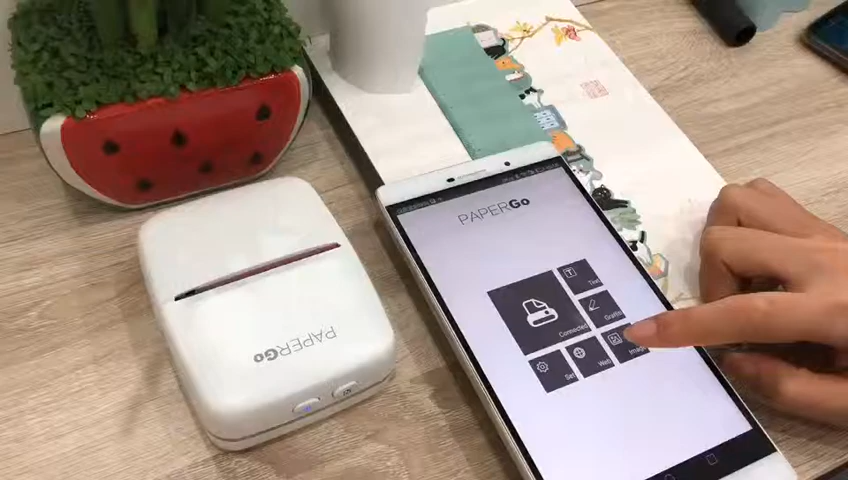 PAPERGO
PAPERGO
Text
Connected
Graffiti
Image
Web
Set